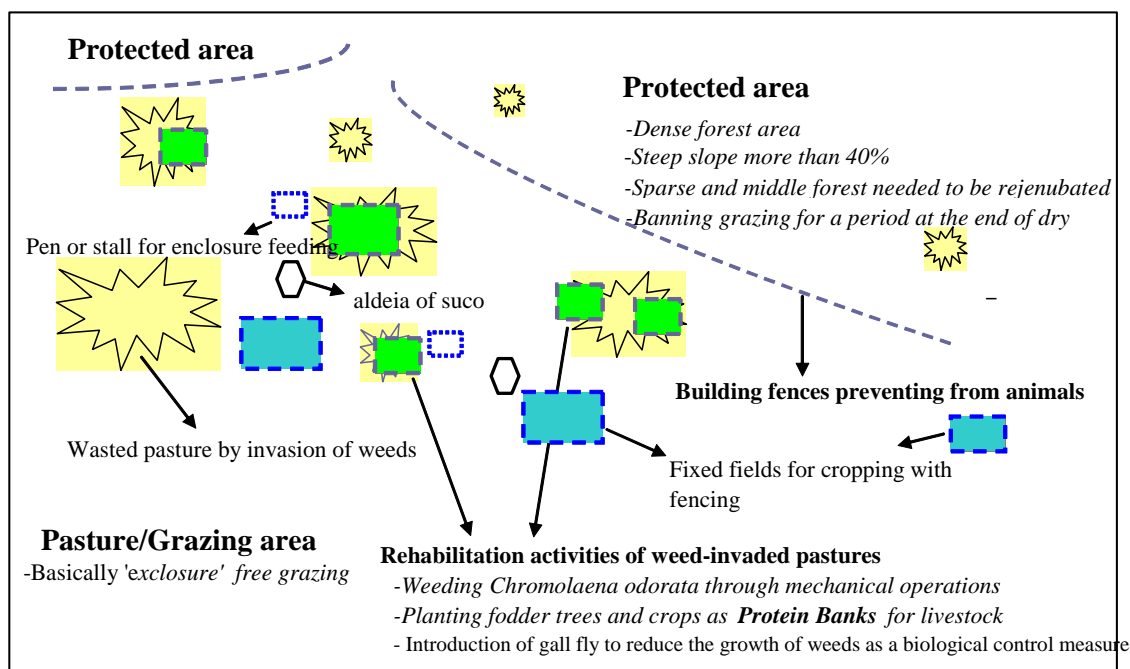 Protected area
Protected area
-Dense forest area
-Steep slope more than 40%
-Sparse and middle forest needed to be rejenubated
-Banning grazing for a period at the end of dry
Pen or stall for enclosure feeding
aldeia of suco
–
Building fences preventing from animals
Wasted pasture by invasion of weeds
Fixed fields for cropping with
fencing
Pasture/Grazing area
-Basically 'exclosure' free grazing
Rehabilitation activities of weed-invaded pastures
-Weeding Chromolaena odorata through mechanical operations
-Planting fodder trees and crops as Protein Banks for livestock
- Introduction of gall fly to reduce the growth of weeds as a biological control measure